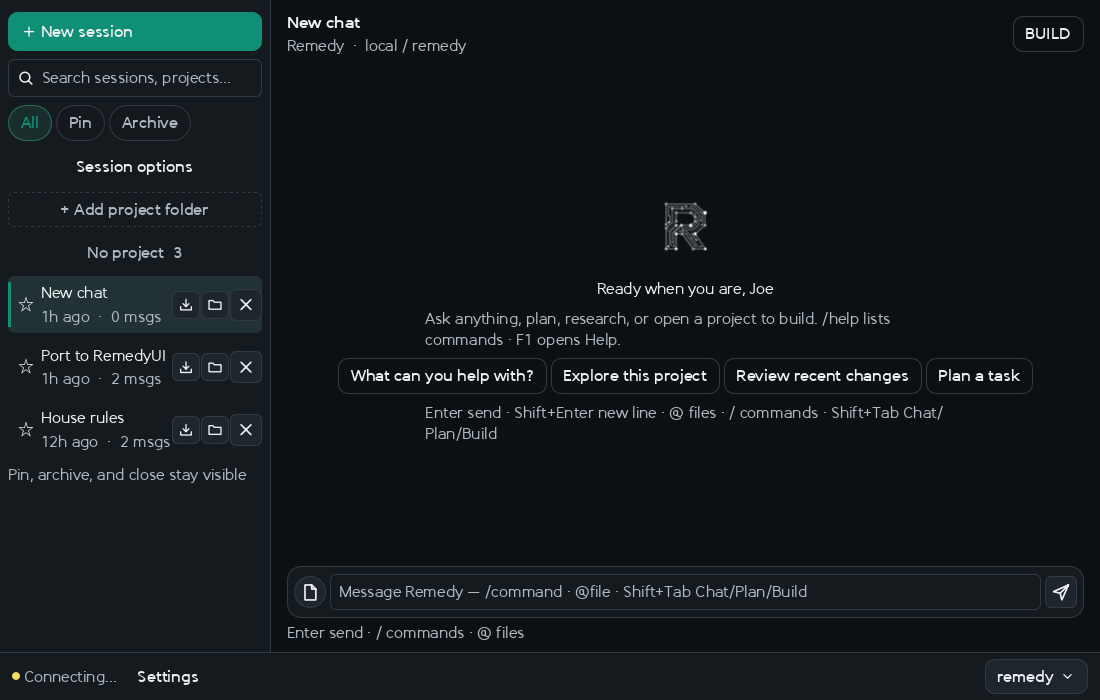 + New session
Search sessions, projects...
All
Pin
Archive
Session options
+ Add project folder
No project 3
New chat
1h ago · 0 msgs
Port to RemedyUI
1h ago · 2 msgs
House rules
12h ago · 2 msgs
Pin, archive, and close stay visible
New chat
Remedy · local / remedy
BUILD
R
Ready when you are, Joe
Ask anything, plan, research, or open a project to build. /help lists
commands · F1 opens Help.
What can you help with?
Explore this project
Review recent changes
Plan a task
Enter send · Shift+Enter new line · @ files · / commands · Shift+Tab Chat/
Plan/Build
Message Remedy — /command · @file · Shift+Tab Chat/Plan/Build
Enter send · / commands · @ files
Connecting...
Settings
remedy